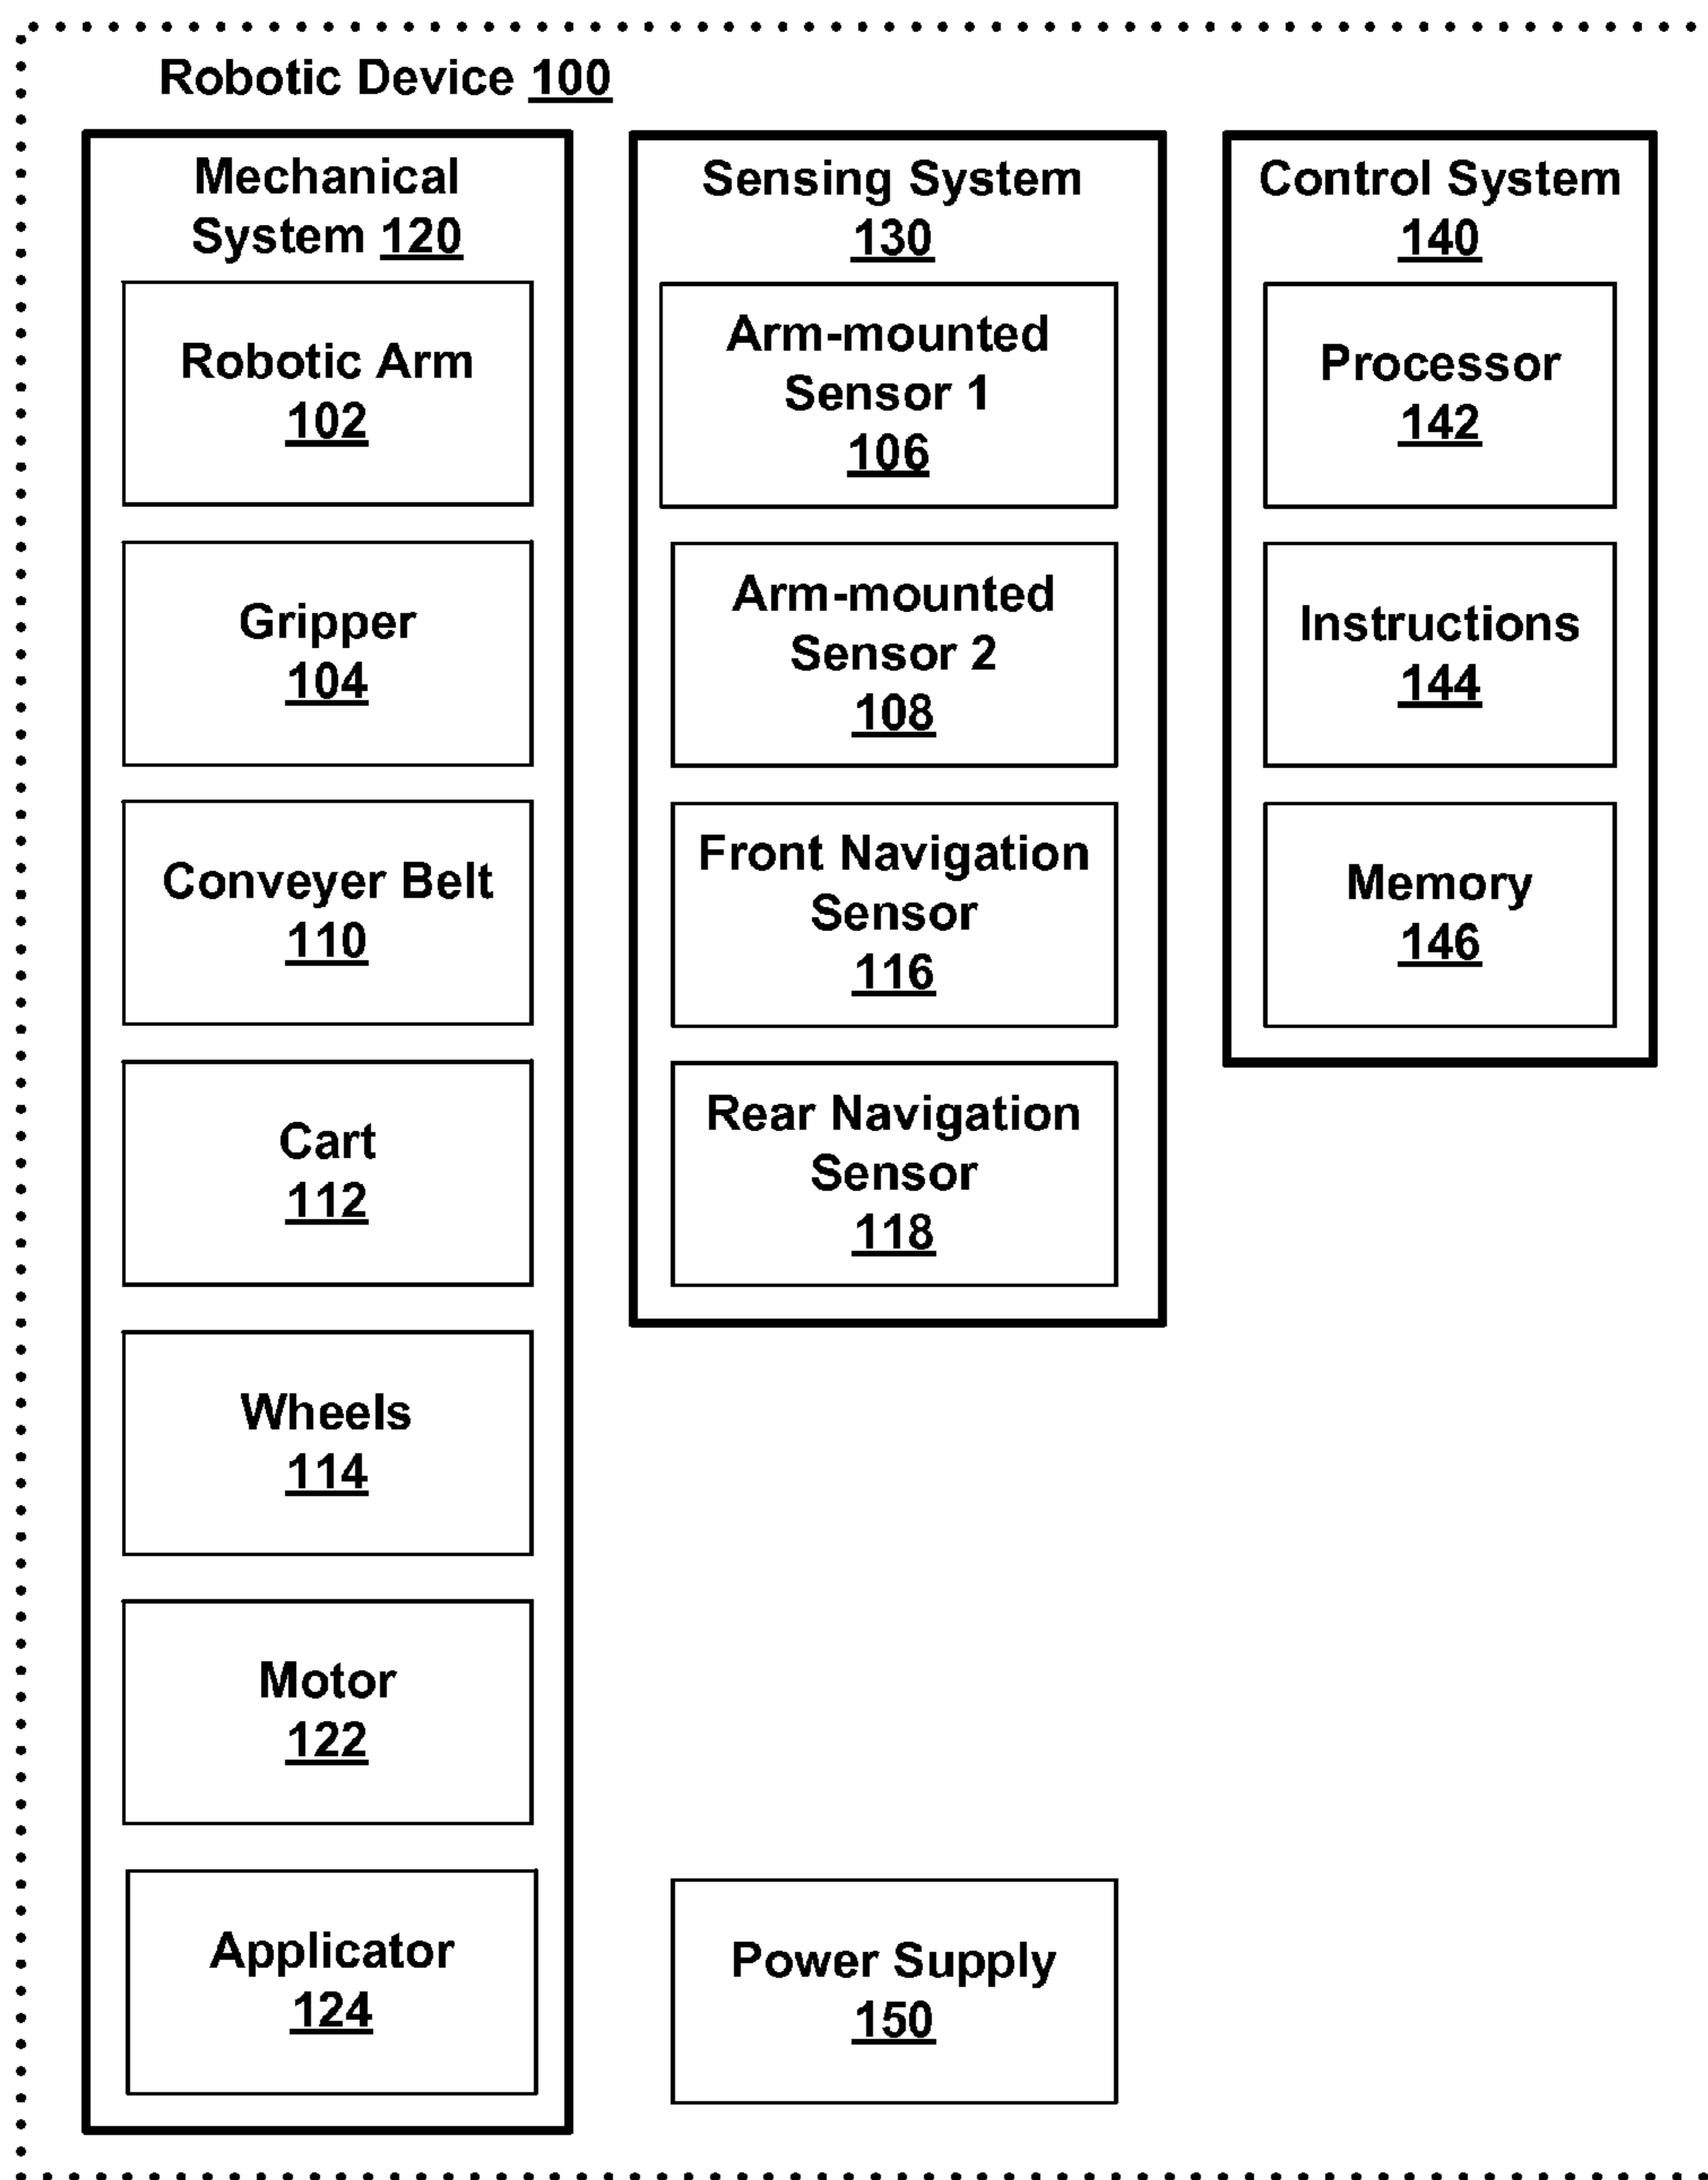 Robotic Device 100
Mechanical
System 120
Robotic Arm
102
Gripper
104
Conveyer Belt
110
Cart
112
Wheels
114
Motor
122
Applicator
124
Sensing System
130
Arm-mounted
Sensor 1
106
Arm-mounted
Sensor 2
108
Front Navigation
Sensor
116
Rear Navigation
Sensor
118
Control System
140
Processor
142
Instructions
144
Memory
146
Power Supply
150